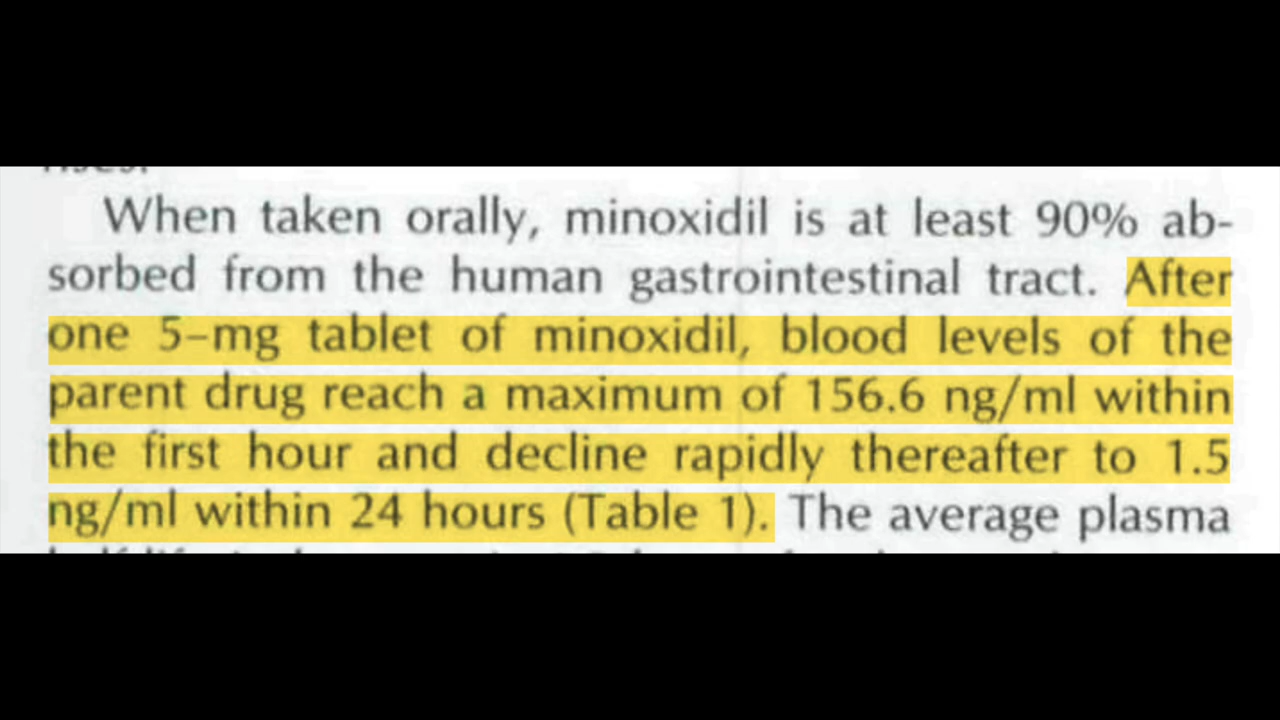 When taken orally, minoxidil is at least 90% ab-
sorbed from the human gastrointestinal tract. After
one 5–mg tablet of minoxidil, blood levels of the
parent drug reach a maximum of 156.6 ng/ml within
the first hour and decline rapidly thereafter to 1.5
ng/ml within 24 hours (Table 1). The average plasma